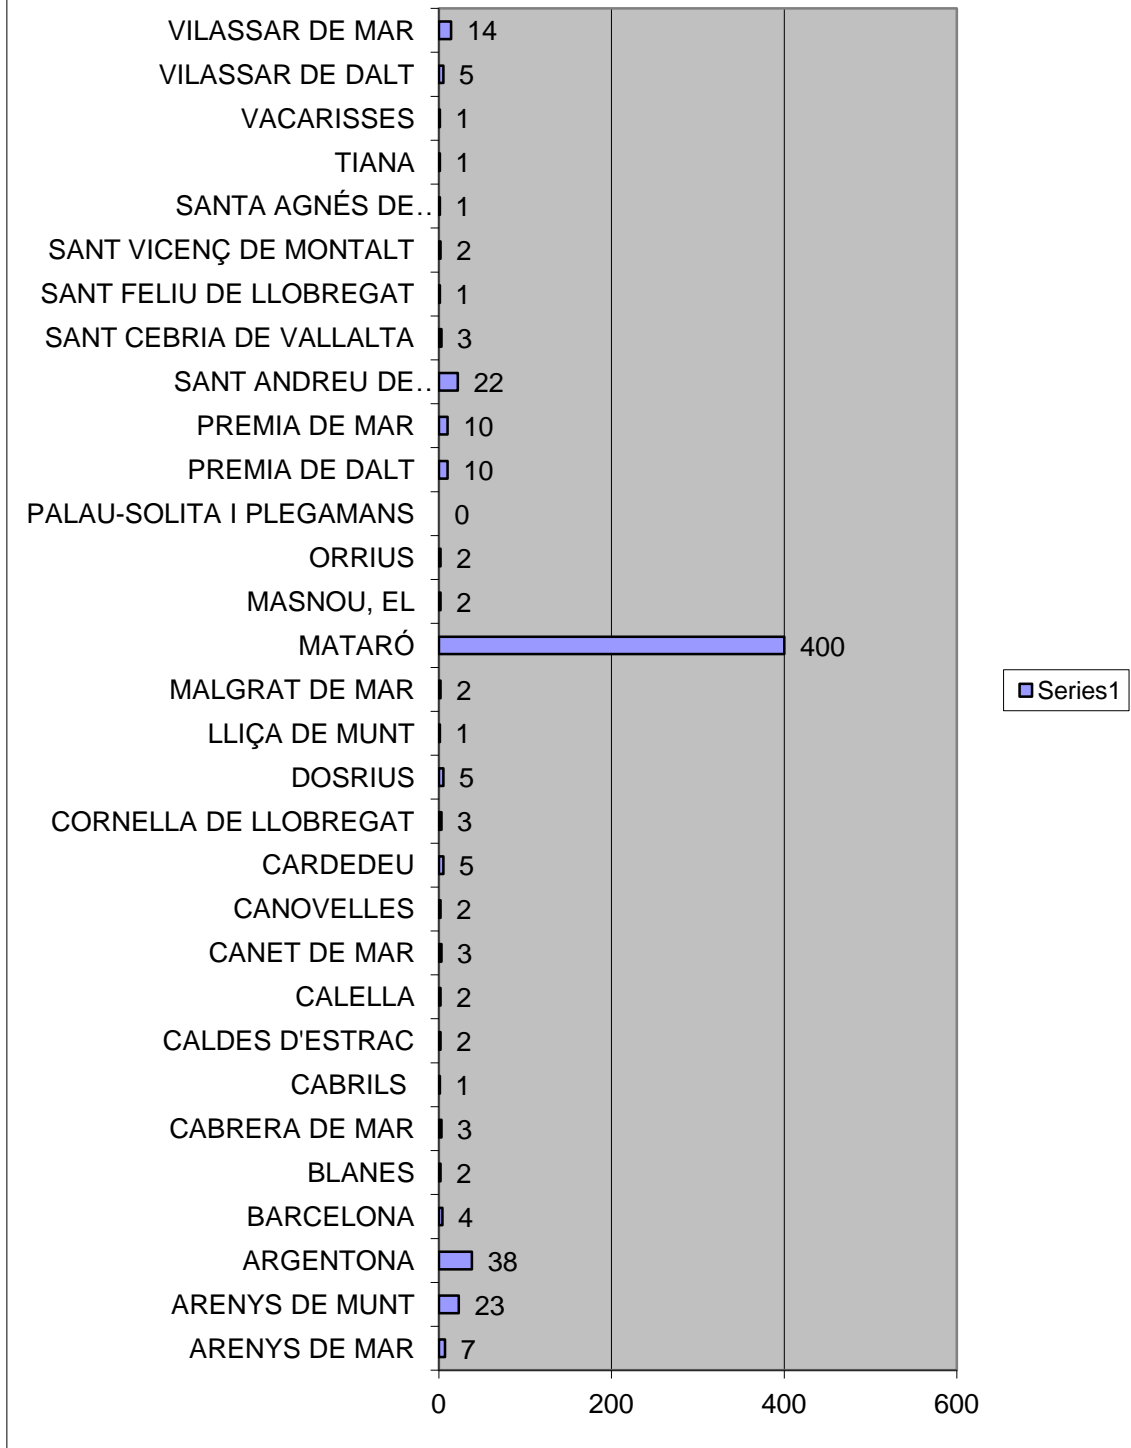 VILASSAR DE MAR 14
VILASSAR DE DALT 5
VACARISSES 1
TIANA 1
SANTA AGNÉS DE.. 1
SANT VICENÇ DE MONTALT 2
SANT FELIU DE LLOBREGAT 1
SANT CEBRIA DE VALLALTA 3
SANT ANDREU DE.. 22
PREMIA DE MAR 10
PREMIA DE DALT 10
PALAU-SOLITA I PLEGAMANS 0
ORRIUS 2
MASNOU, EL 2
MATARÓ 400
MALGRAT DE MAR 2
LLIÇA DE MUNT 1
DOSRIUS 5
CORNELLA DE LLOBREGAT 3
CARDEDEU 5
CANOVELLES 2
CANET DE MAR 3
CALELLA 2
CALDES D'ESTRAC 2
CABRILS 1
CABRERA DE MAR 3
BLANES 2
BARCELONA 4
ARGENTONA 38
ARENYS DE MUNT 23
ARENYS DE MAR 7
0 200 400 600
Series1